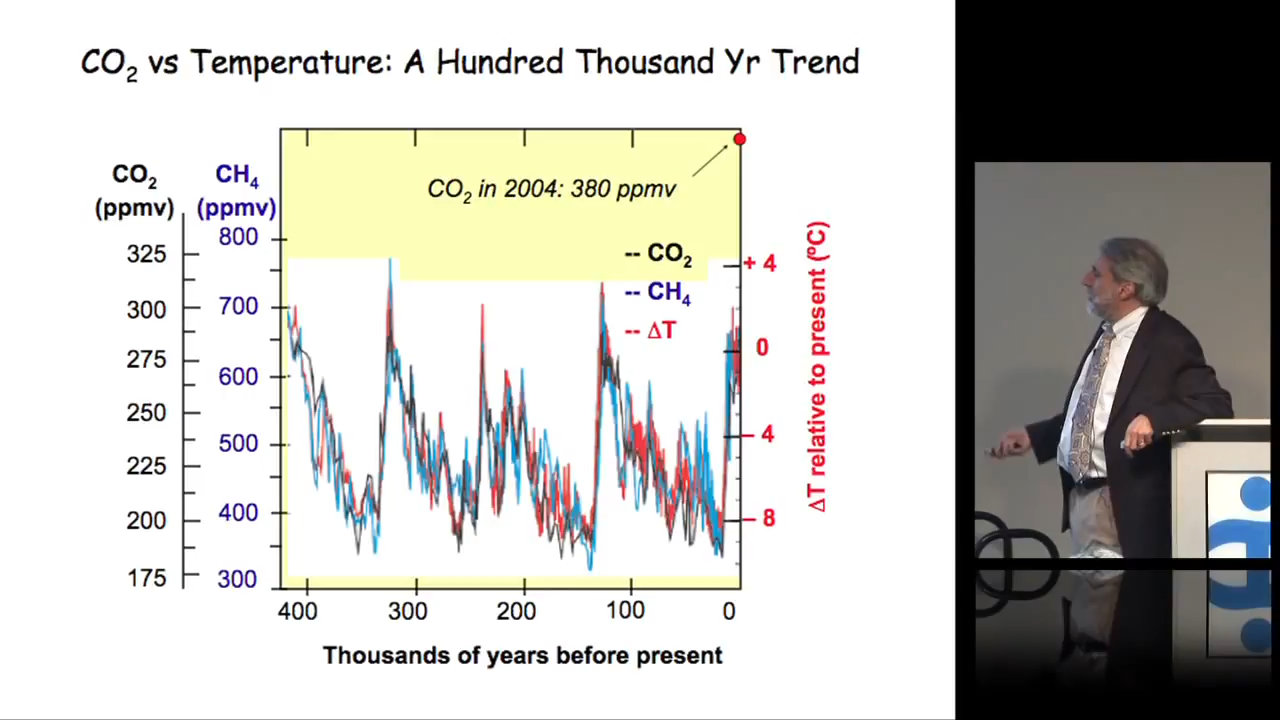 CO2 vs Temperature: A Hundred Thousand Yr Trend
CO2
(ppmv)
CH4
(ppmv)
CO2 in 2004: 380 ppmv
325
300
275
250
225
200
175
800
700
600
500
400
300
-- CO2
-- CH4
-- ΔT
+ 4
0
– 4
– 8
ΔT relative to present (ºC)
400
300
200
100
0
Thousands of years before present